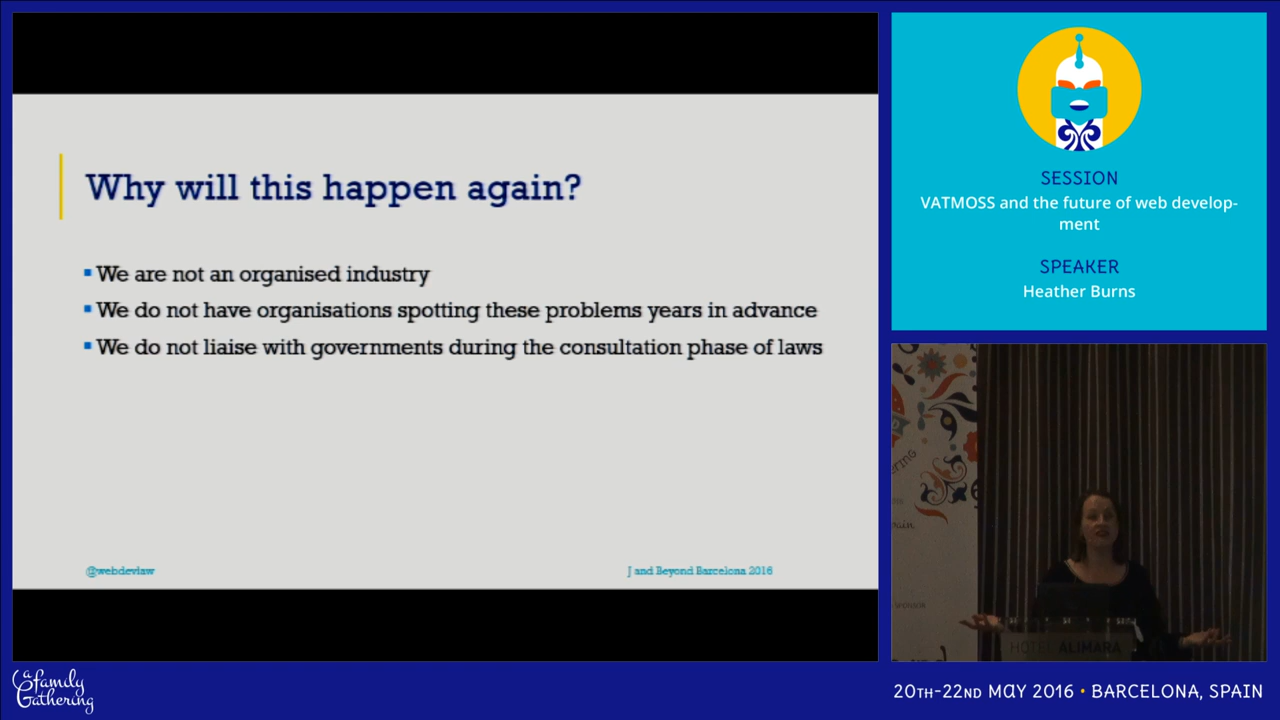 Why will this happen again?
We are not an organised industry
We do not have organisations spotting these problems years in advance
We do not liaise with governments during the consultation phase of laws
@webdevlaw
J and Beyond Barcelona 2016
SESSION
VATMOSS and the future of web develop-
ment
SPEAKER
Heather Burns
HOTEL ALIMARA
a family
Gathering
20TH-22ND MAY 2016 • BARCELONA, SPAIN